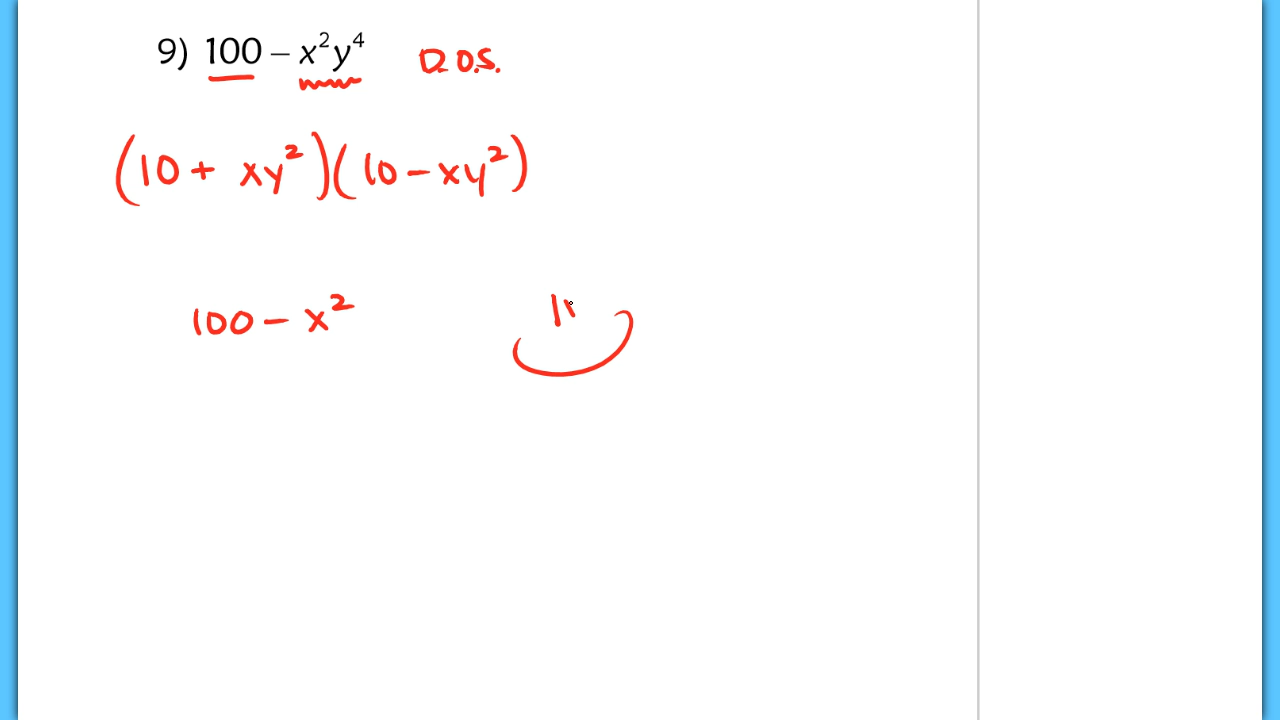 9) 100 – x²y⁴ D.O.S.
(10 + xy²)(10 – xy²)
100 – x²